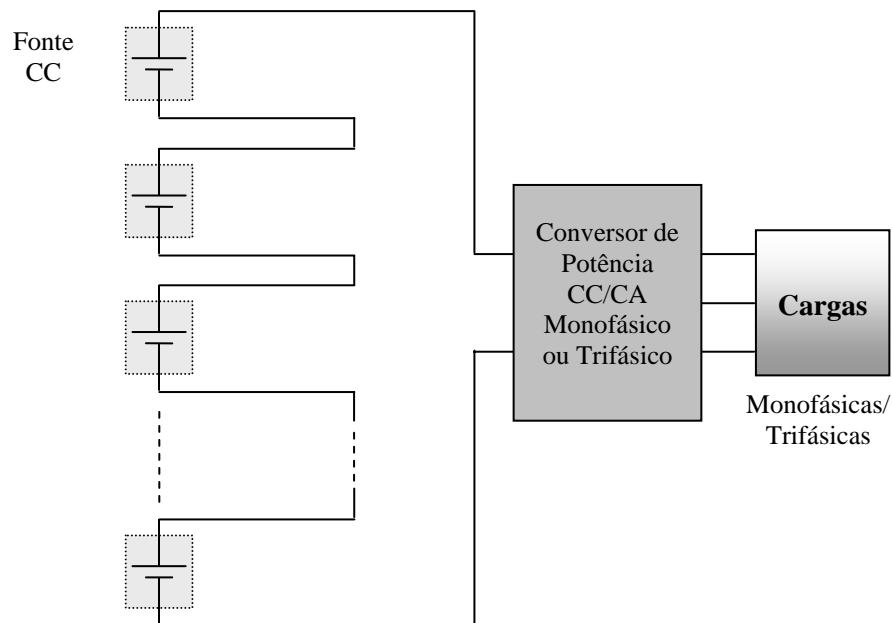 Fonte
CC
Conversor de
Potência
CC/CA
Monofásico
ou Trifásico
Cargas
Monofásicas/
Trifásicas